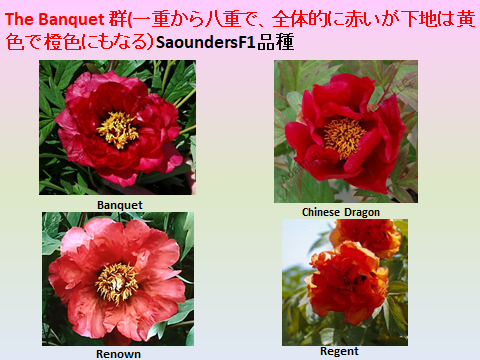 The Banquet 群(一重から八重で、全体的に赤いが下地は黄
色で橙色にもなる)SaoundersF1品種
Banquet
Chinese Dragon
Renown
Regent